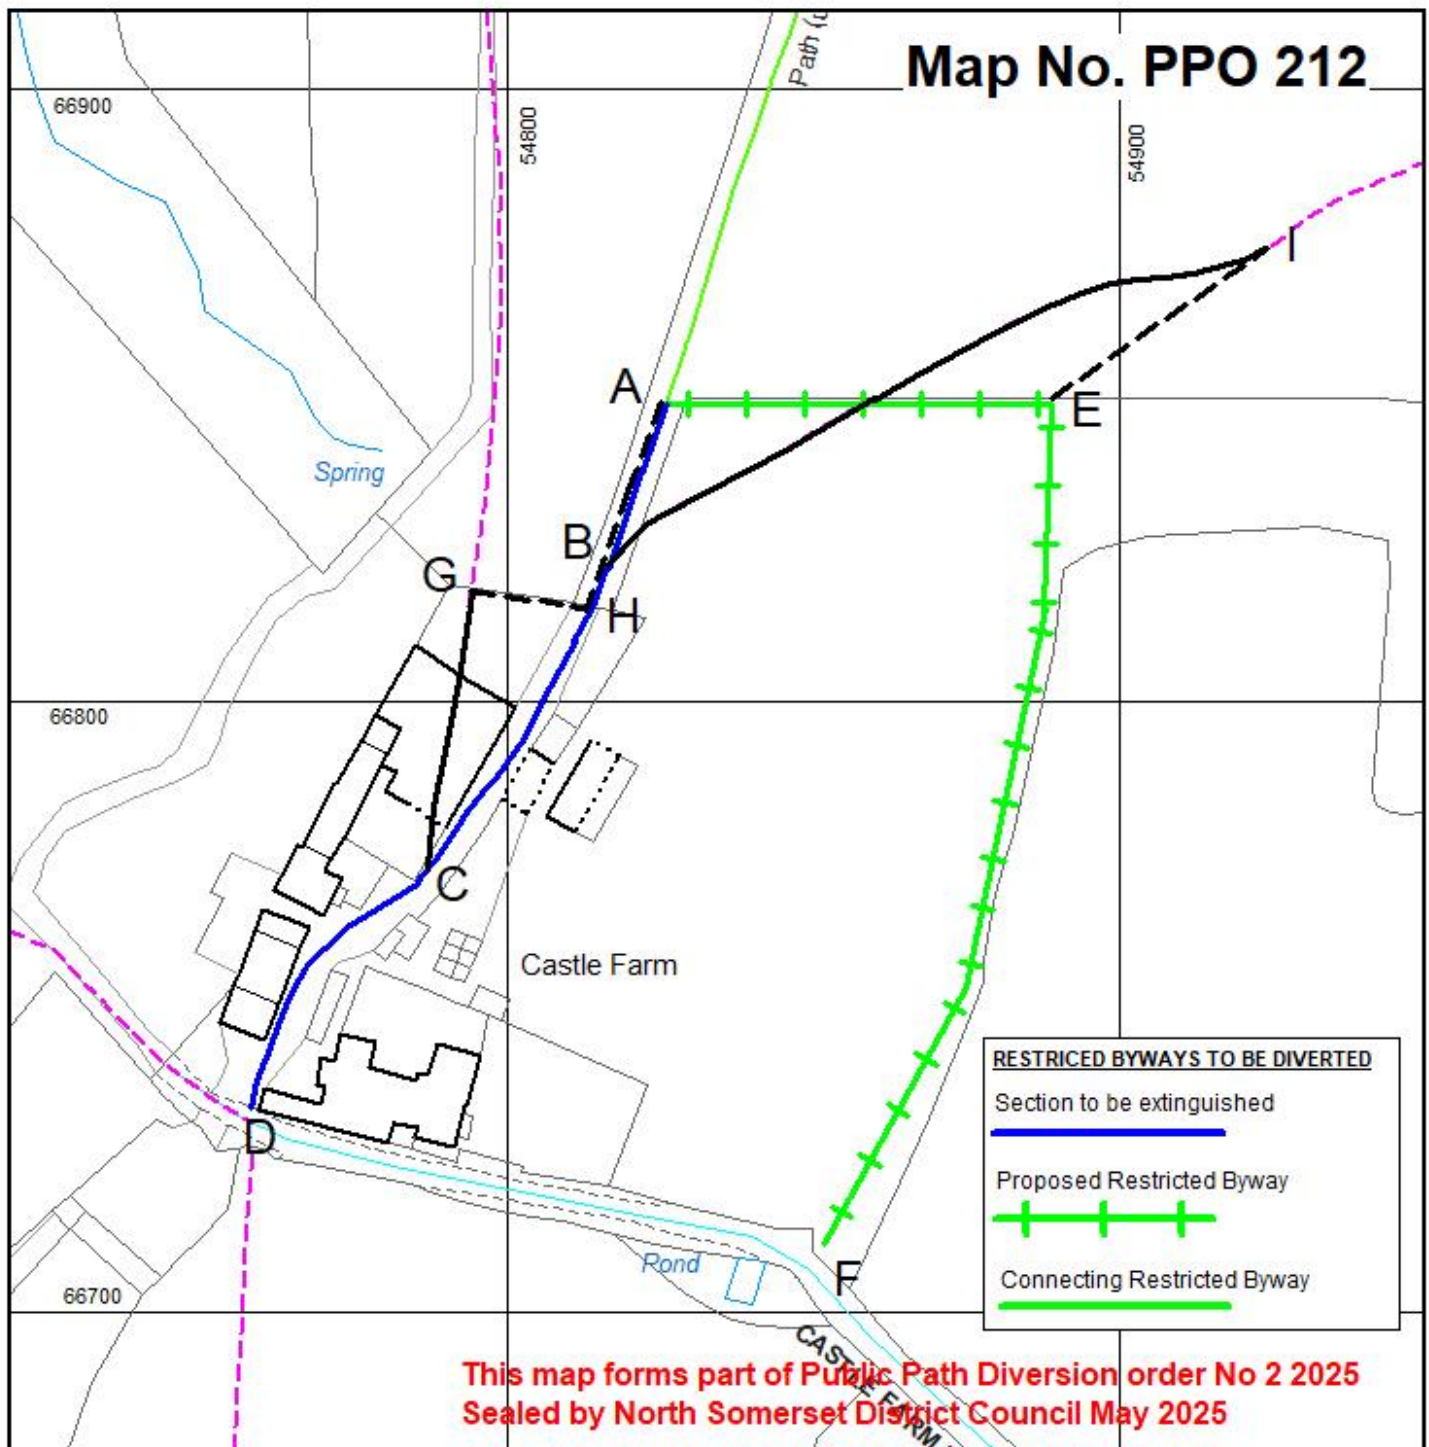 Map No. PPO 212
Path (
66900
54800
54900
I
A
E
Spring
B
G
H
66800
C
Castle Farm
D
RESTRICED BYWAYS TO BE DIVERTED
Section to be extinguished
Proposed Restricted Byway
Connecting Restricted Byway
Pond
F
66700
CASTLE FARM
This map forms part of Public Path Diversion order No 2 2025
Sealed by North Somerset District Council May 2025